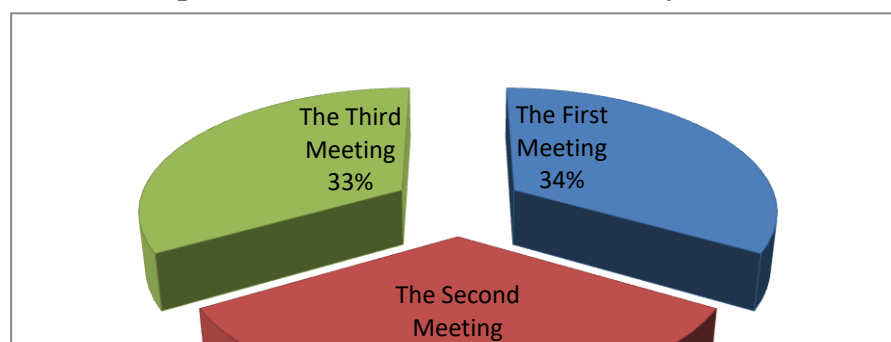 The Third
Meeting
33%
The First
Meeting
34%
The Second
Meeting